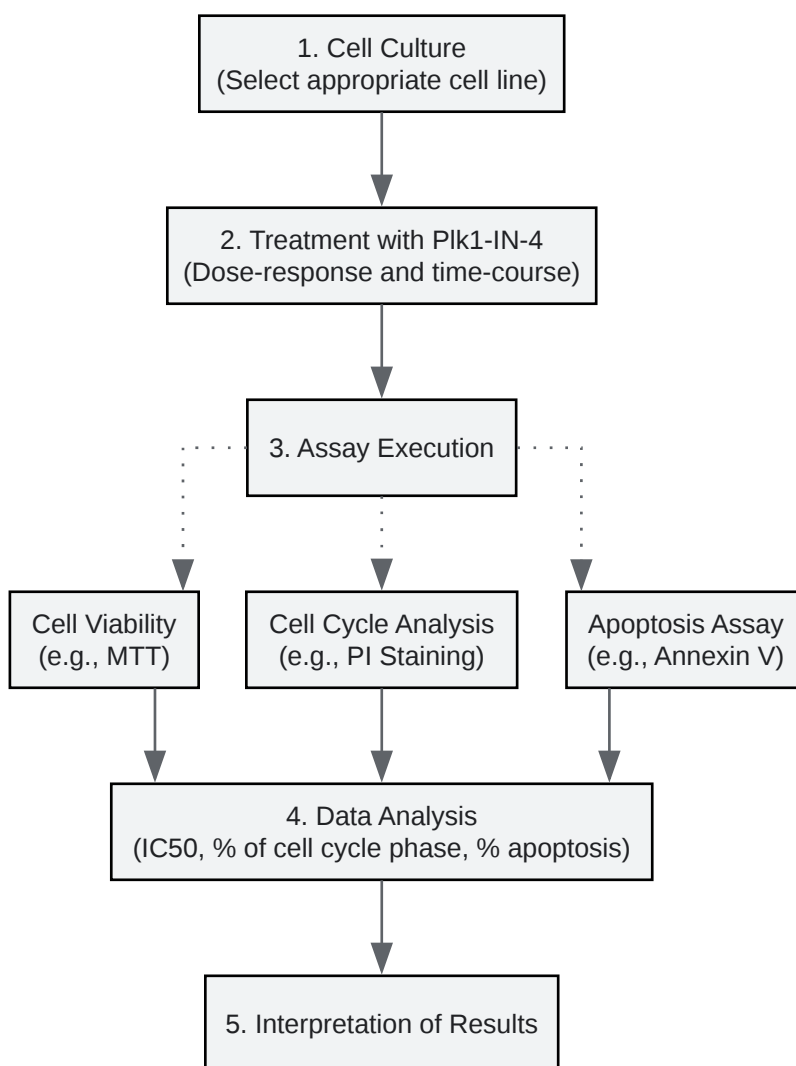 1. Cell Culture
(Select appropriate cell line)
2. Treatment with Plk1-IN-4
(Dose-response and time-course)
3. Assay Execution
Cell Viability
(e.g., MTT)
Cell Cycle Analysis
(e.g., PI Staining)
Apoptosis Assay
(e.g., Annexin V)
4. Data Analysis
(IC50, % of cell cycle phase, % apoptosis)
5. Interpretation of Results